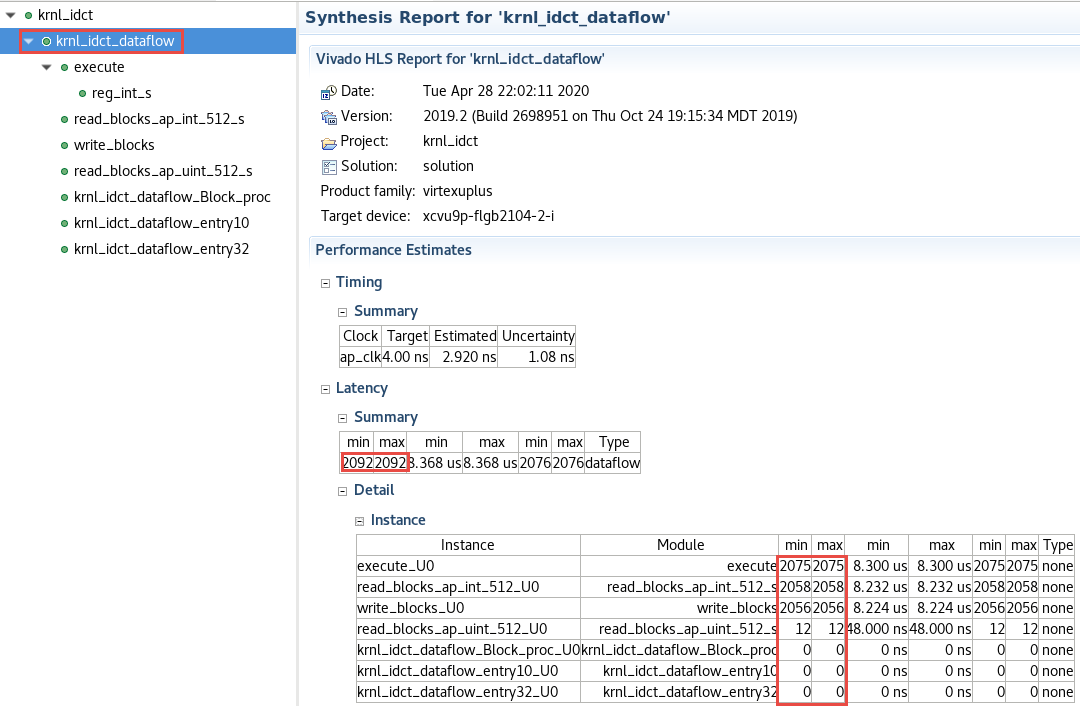 krnl_idct
krnl_idct_dataflow
execute
reg_int_s
read_blocks_ap_int_512_s
write_blocks
read_blocks_ap_uint_512_s
krnl_idct_dataflow_Block_proc
krnl_idct_dataflow_entry10
krnl_idct_dataflow_entry32
Synthesis Report for 'krnl_idct_dataflow'
Vivado HLS Report for 'krnl_idct_dataflow'
Date: Tue Apr 28 22:02:11 2020
Version: 2019.2 (Build 2698951 on Thu Oct 24 19:15:34 MDT 2019)
Project: krnl_idct
Solution: solution
Product family: virtexuplus
Target device: xcvu9p-flgb2104-2-i
Performance Estimates
Timing
Summary
Clock Target Estimated Uncertainty
ap_clk 4.00 ns 2.920 ns 1.08 ns
Latency
Summary
min max min max min max Type
2092 2092 8.368 us 8.368 us 2076 2076 dataflow
Detail
Instance
Instance Module min max min max min max Type
execute_U0 execute 2075 2075 8.300 us 8.300 us 2075 2075 none
read_blocks_ap_int_512_U0 read_blocks_ap_int_512_s 2058 2058 8.232 us 8.232 us 2058 2058 none
write_blocks_U0 write_blocks 2056 2056 8.224 us 8.224 us 2056 2056 none
read_blocks_ap_uint_512_U0 read_blocks_ap_uint_512_s 12 12 48.000 ns 48.000 ns 12 12 none
krnl_idct_dataflow_Block_proc_U0 krnl_idct_dataflow_Block_proc 0 0 0 ns 0 ns 0 0 none
krnl_idct_dataflow_entry10_U0 krnl_idct_dataflow_entry10 0 0 0 ns 0 ns 0 0 none
krnl_idct_dataflow_entry32_U0 krnl_idct_dataflow_entry32 0 0 0 ns 0 ns 0 0 none